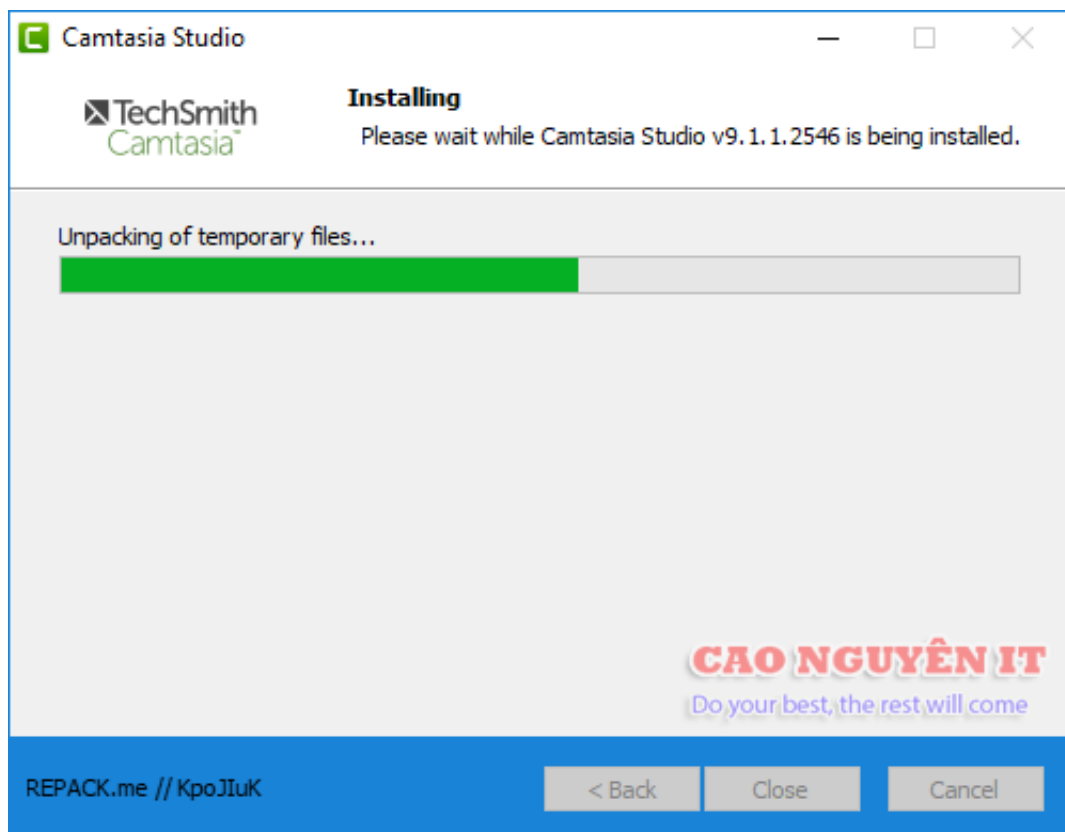 Camtasia Studio
TechSmith
Camtasia™
Installing
Please wait while Camtasia Studio v9.1.1.2546 is being installed.
Unpacking of temporary files...
CAO NGUYÊN IT
Do your best, the rest will come
REPACK.me // KpoJIuK
< Back
Close
Cancel